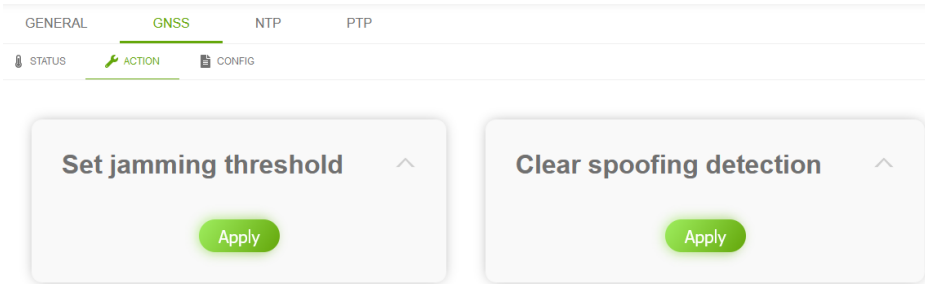 GENERAL GNSS NTP PTP
STATUS ACTION CONFIG
Set jamming threshold
Apply
Clear spoofing detection
Apply